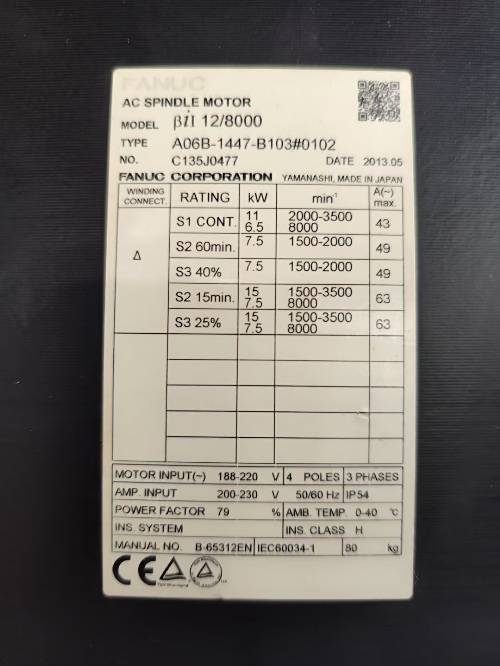 FANUC
AC SPINDLE MOTOR
MODEL βiI 12/8000
TYPE A06B-1447-B103#0102
NO. C135J0477 DATE 2013.05
FANUC CORPORATION YAMANASHI, MADE IN JAPAN
WINDING CONNECT. RATING kW min⁻¹ A(~) max.
Δ
S1 CONT. 11 2000-3500 43
6.5 8000
S2 60min. 7.5 1500-2000 49
S3 40% 7.5 1500-2000 49
S2 15min. 15 1500-3500 63
7.5 8000
S3 25% 15 1500-3500 63
7.5 8000
MOTOR INPUT(~) 188-220 V 4 POLES 3 PHASES
AMP. INPUT 200-230 V 50/60 Hz IP54
POWER FACTOR 79 % AMB. TEMP. 0-40 ℃
INS. SYSTEM INS. CLASS H
MANUAL NO. B-65312EN IEC60034-1 80 kg
CE